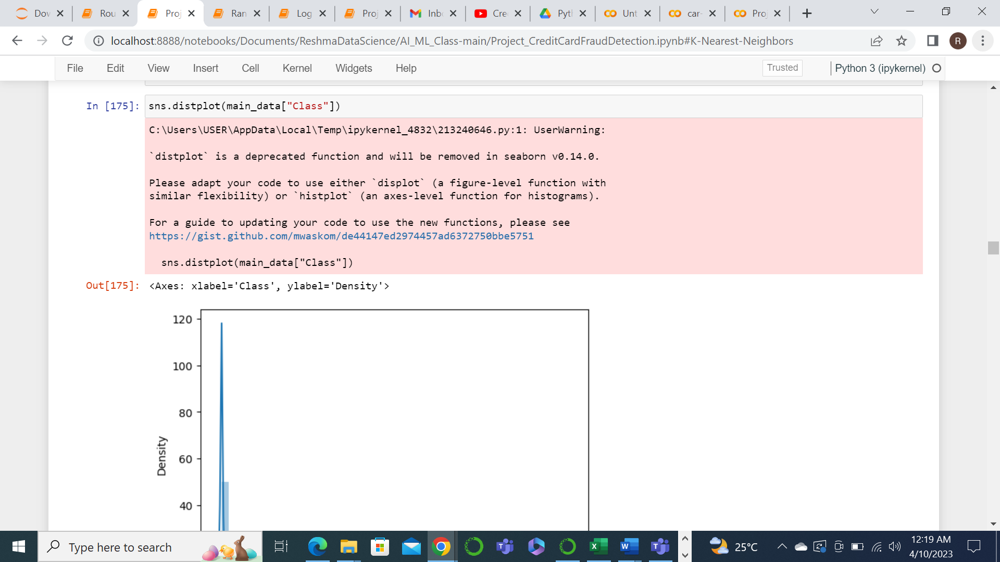 Dov
Rou
Proj
Ran
Log
Proj
Inb
Cre
Pyth
Unt
car-
Proj
localhost:8888/notebooks/Documents/ReshmaDataScience/AI_ML_Class-main/Project_CreditCardFraudDetection.ipynb#K-Nearest-Neighbors
R
File Edit View Insert Cell Kernel Widgets Help
Trusted
Python 3 (ipykernel)
In [175]: sns.distplot(main_data["Class"])
C:\Users\USER\AppData\Local\Temp\ipykernel_4832\213240646.py:1: UserWarning:
`distplot` is a deprecated function and will be removed in seaborn v0.14.0.
Please adapt your code to use either `displot` (a figure-level function with
similar flexibility) or `histplot` (an axes-level function for histograms).
For a guide to updating your code to use the new functions, please see
https://gist.github.com/mwaskom/de44147ed2974457ad6372750bbe5751
sns.distplot(main_data["Class"])
Out[175]: <Axes: xlabel='Class', ylabel='Density'>
120
100
80
60
40
Density
Type here to search
25°C
12:19 AM
4/10/2023